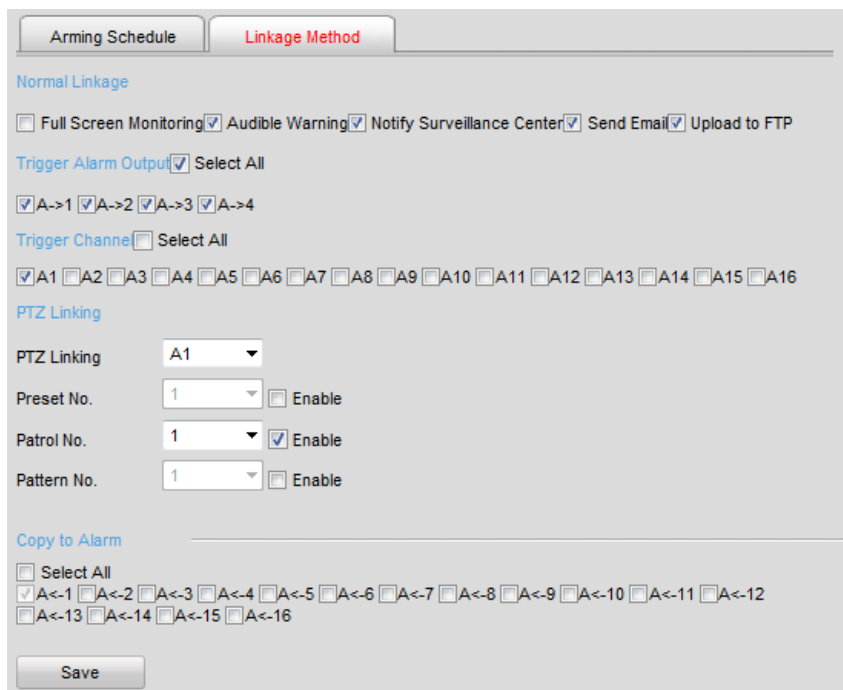 Arming Schedule Linkage Method
Normal Linkage
Full Screen Monitoring Audible Warning Notify Surveillance Center Send Email Upload to FTP
Trigger Alarm Output Select All
A->1 A->2 A->3 A->4
Trigger Channel Select All
A1 A2 A3 A4 A5 A6 A7 A8 A9 A10 A11 A12 A13 A14 A15 A16
PTZ Linking
PTZ Linking A1
Preset No. 1 Enable
Patrol No. 1 Enable
Pattern No. 1 Enable
Copy to Alarm
Select All
A<-1 A<-2 A<-3 A<-4 A<-5 A<-6 A<-7 A<-8 A<-9 A<-10 A<-11 A<-12
A<-13 A<-14 A<-15 A<-16
Save